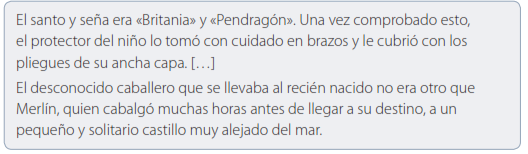 El santo y seña era «Britania» y «Pendragón». Una vez comprobado esto,
el protector del niño lo tomó con cuidado en brazos y le cubrió con los
pliegues de su ancha capa. […]
El desconocido caballero que se llevaba al recién nacido no era otro que
Merlín, quien cabalgó muchas horas antes de llegar a su destino, a un
pequeño y solitario castillo muy alejado del mar.